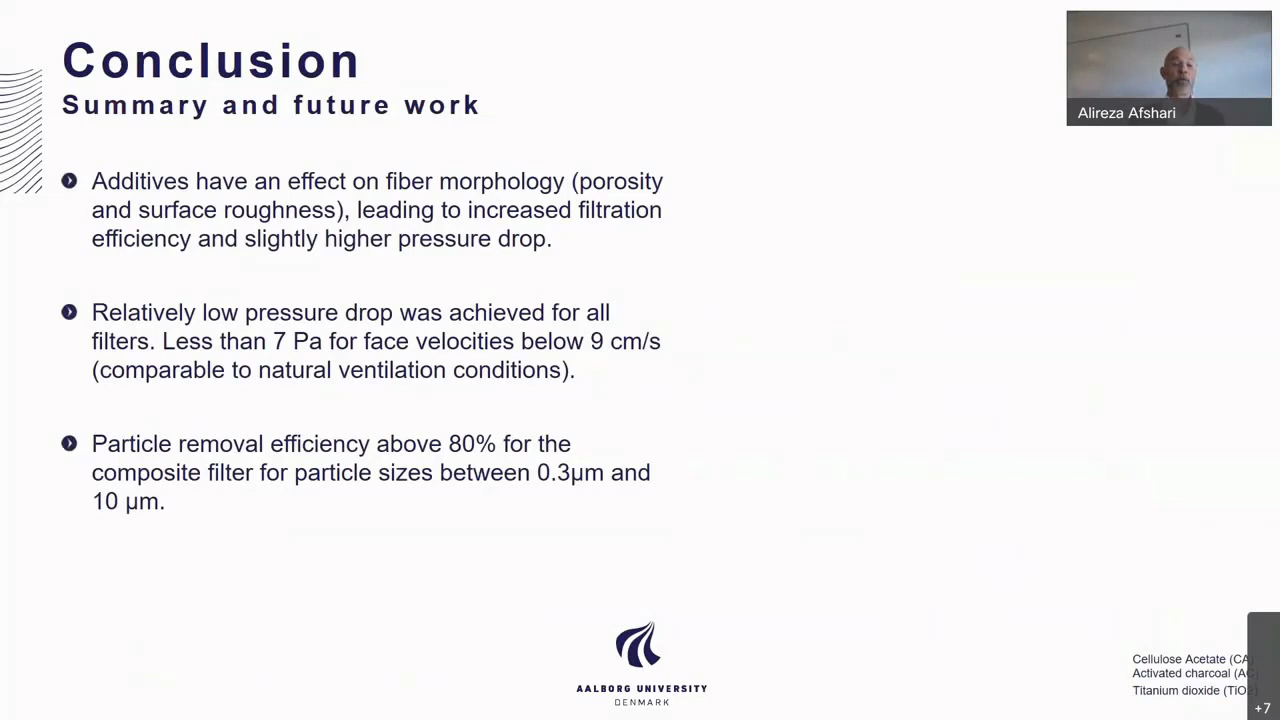 Conclusion
Summary and future work
Additives have an effect on fiber morphology (porosity
and surface roughness), leading to increased filtration
efficiency and slightly higher pressure drop.
Relatively low pressure drop was achieved for all
filters. Less than 7 Pa for face velocities below 9 cm/s
(comparable to natural ventilation conditions).
Particle removal efficiency above 80% for the
composite filter for particle sizes between 0.3µm and
10 µm.
Alireza Afshari
AALBORG UNIVERSITY
DENMARK
Cellulose Acetate (CA)
Activated charcoal (AC
Titanium dioxide (TiO2)
+7